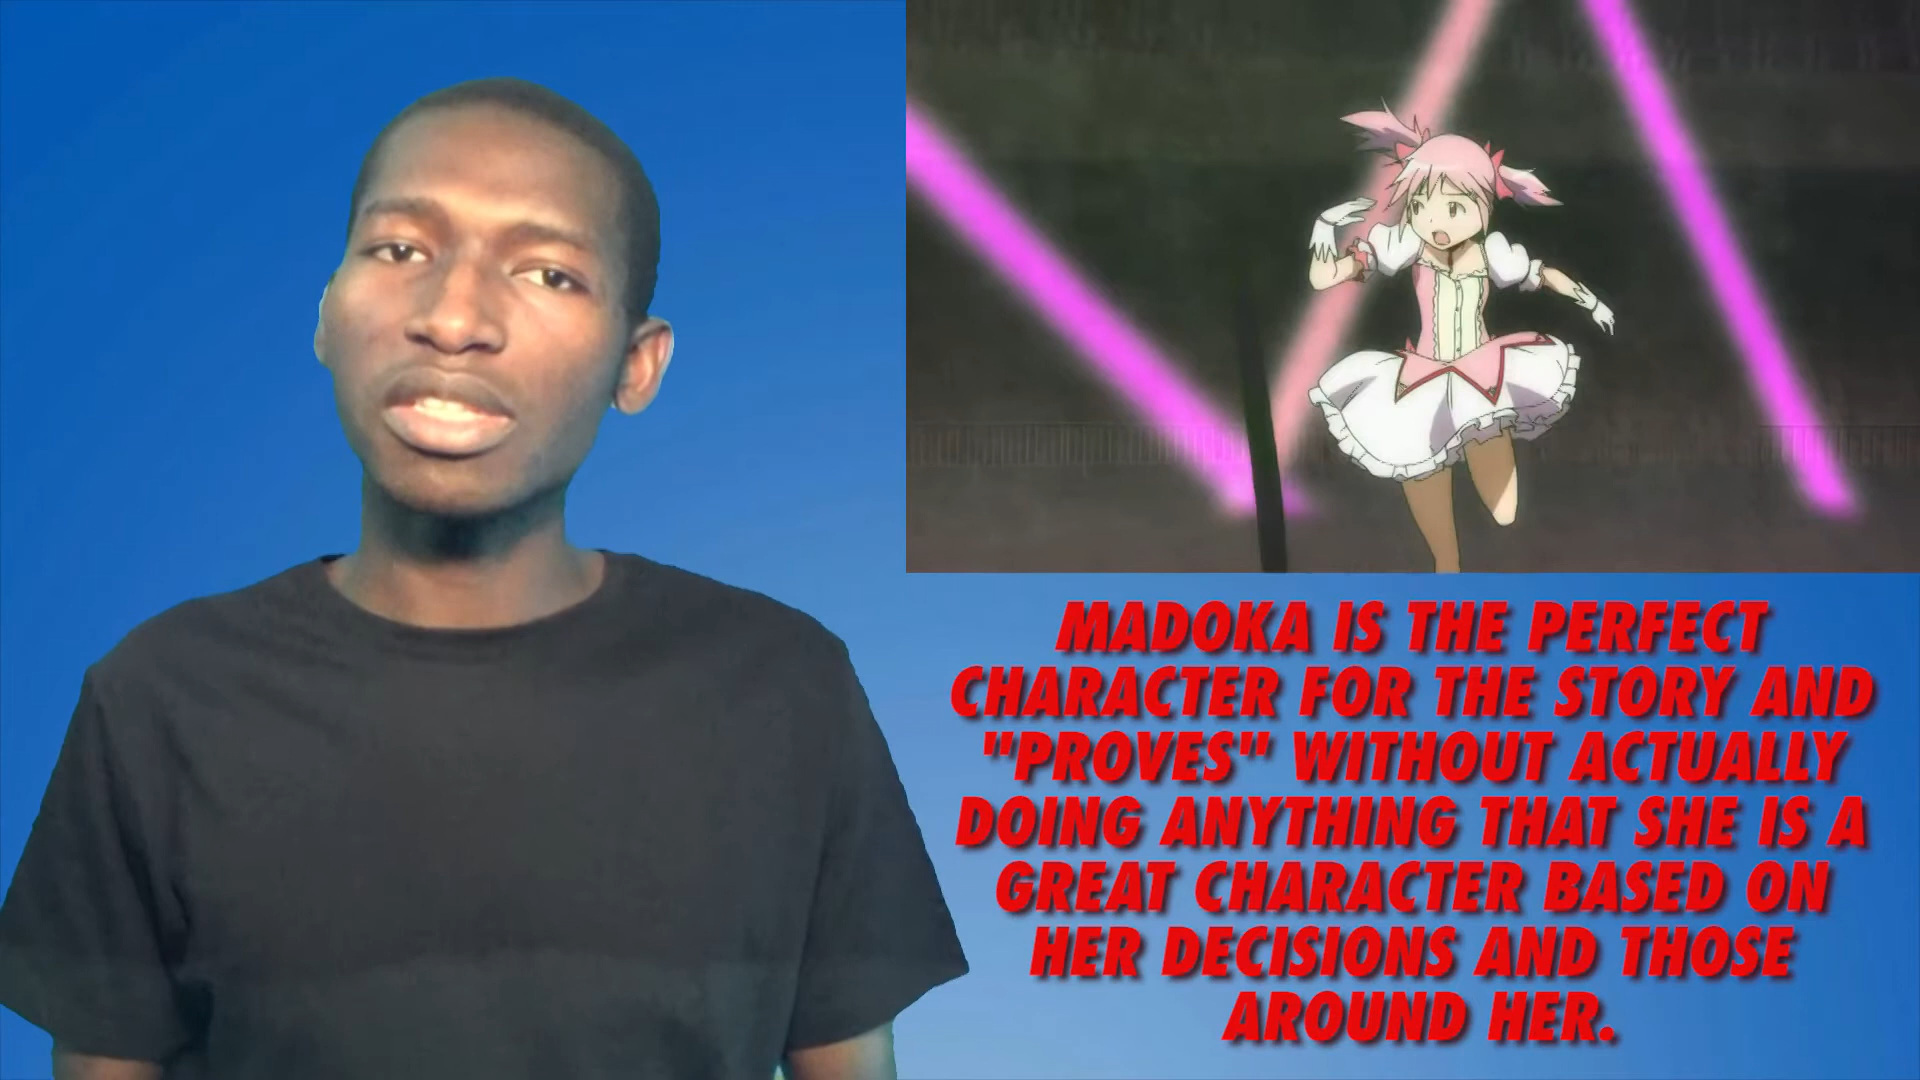 MADOKA IS THE PERFECT
CHARACTER FOR THE STORY AND
"PROVES" WITHOUT ACTUALLY
DOING ANYTHING THAT SHE IS A
GREAT CHARACTER BASED ON
HER DECISIONS AND THOSE
AROUND HER.